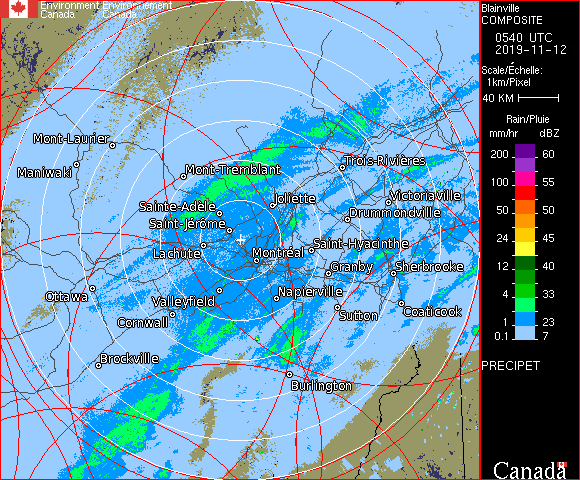 Environment Environnement
Canada Canada
Blainville
COMPOSITE
0540 UTC
2019-11-12
Scale/Échelle:
1km/Pixel
40 KM
Rain/Pluie
mm/hr dBZ
200 60
100 55
50 50
24 45
12 40
4 33
1 23
0.1 7
PRECIPET
Canada
Mont-Laurier
Maniwaki
Mont-Tremblant
Trois-Rivières
Joliette
Victoriaville
Sainte-Adèle
Drummondville
Saint-Jérôme
Lachute
Montréal
Saint-Hyacinthe
Granby
Sherbrooke
Ottawa
Valleyfield
Napierville
Cornwall
Sutton
Coaticook
Brockville
Burlington